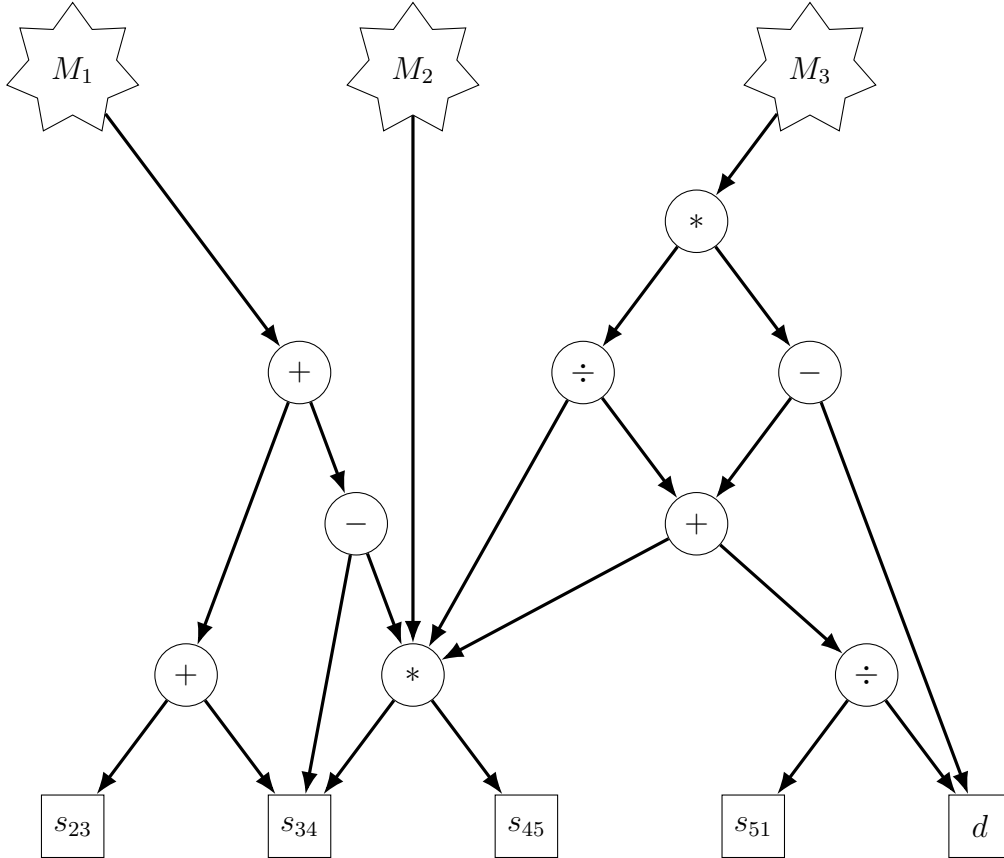 M₁ M₂ M₃
*
+ ÷ −
− +
+ * ÷
s₂₃ s₃₄ s₄₅ s₅₁ d